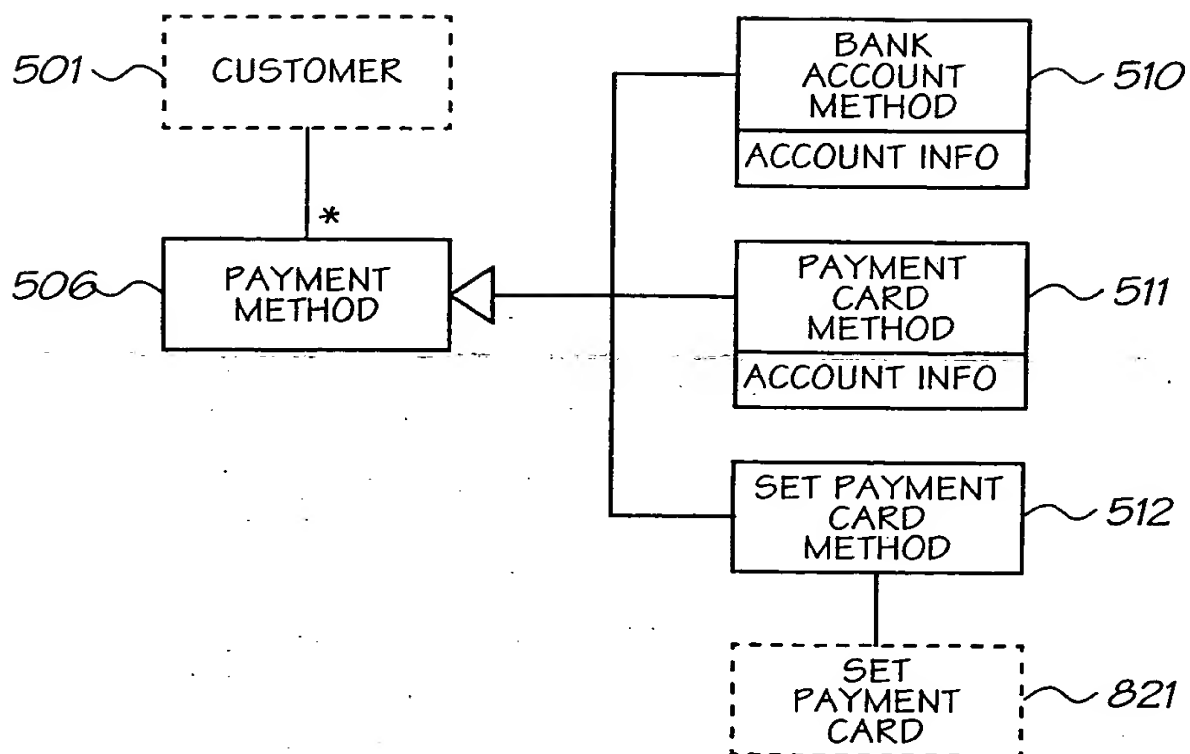 501
CUSTOMER
*
506
PAYMENT
METHOD
BANK
ACCOUNT
METHOD
510
ACCOUNT INFO
PAYMENT
CARD
METHOD
511
ACCOUNT INFO
SET PAYMENT
CARD
METHOD
512
SET
PAYMENT
CARD
821